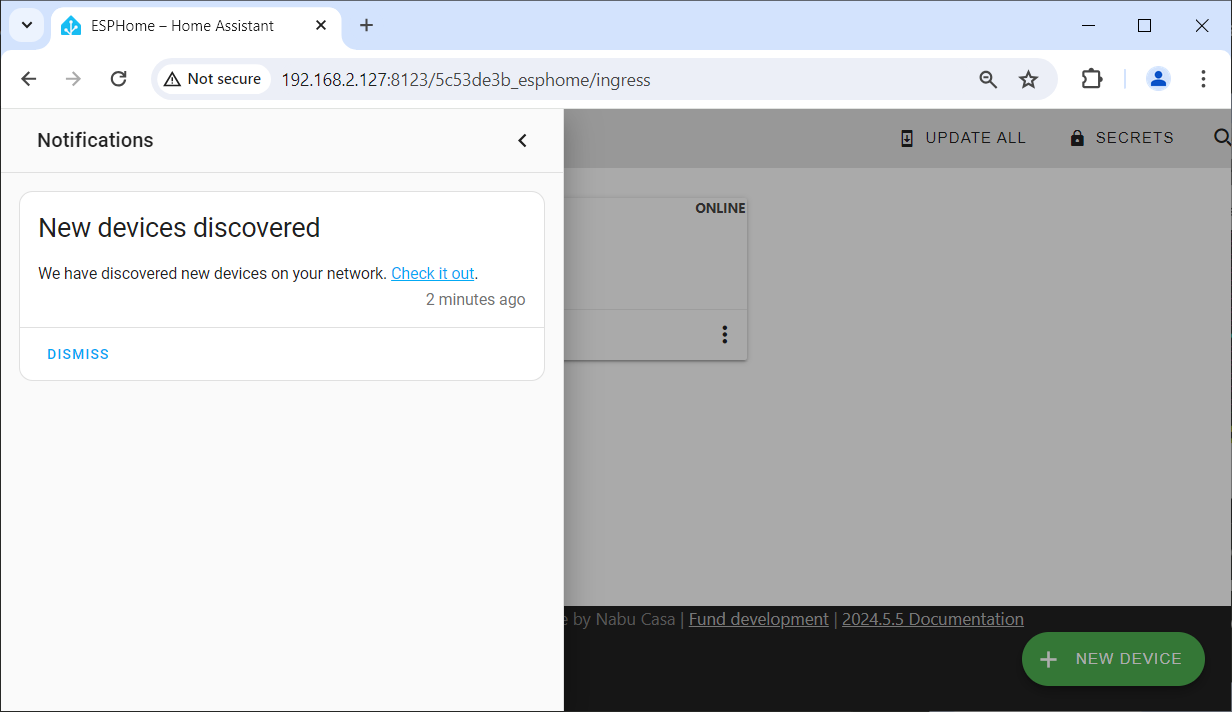 ESPHome – Home Assistant
Not secure
192.168.2.127:8123/5c53de3b_esphome/ingress
Notifications
UPDATE ALL
SECRETS
New devices discovered
We have discovered new devices on your network. Check it out.
2 minutes ago
DISMISS
ONLINE
by Nabu Casa | Fund development | 2024.5.5 Documentation
NEW DEVICE